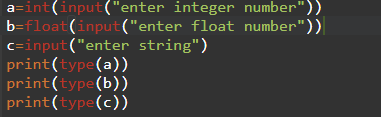 a=int(input("enter integer number"))
b=float(input("enter float number"))
c=input("enter string")
print(type(a))
print(type(b))
print(type(c))